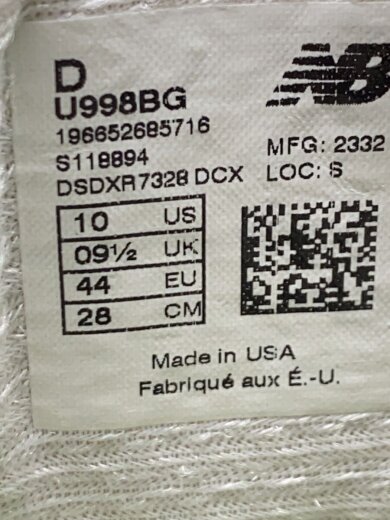 D
U998BG
196652685716
S118894
DSDXR7328 DCX
NB
MFG: 2332
LOC: S
10 US
09½ UK
44 EU
28 CM
Made in USA
Fabriqué aux É.-U.